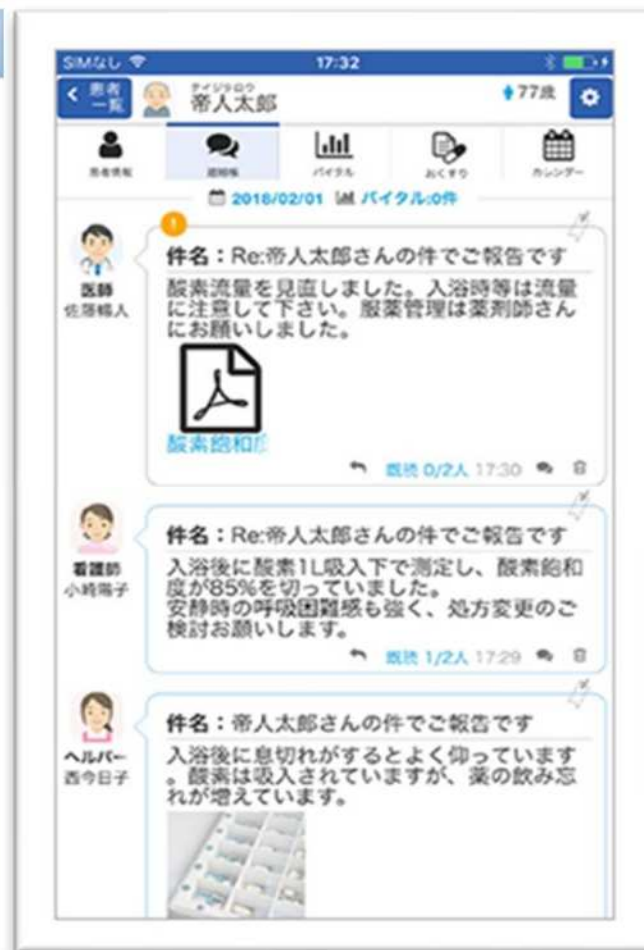 SIMなし 17:32
患者
一覧
テイジンタロウ
帝人太郎
77歳
患者情報 連絡帳 バイタル おくすり カレンダー
2018/02/01 バイタル:0件
1
件名：Re:帝人太郎さんの件でご報告です
医師
酸素流量を見直しました。入浴時等は流量
に注意して下さい。服薬管理は薬剤師さん
にお願いしました。
酸素飽和
既読 0/2人 17:30
件名：Re:帝人太郎さんの件でご報告です
看護師
小崎陽子
入浴後に酸素1L吸入下で測定し、酸素飽和
度が85%を切っていました。
安静時の呼吸困難感も強く、処方変更のご
検討お願いします。
既読 1/2人 17:29
件名：帝人太郎さんの件でご報告です
ヘルパー
西今日子
入浴後に息切れがするとよく仰っています
。酸素は吸入されていますが、薬の飲み忘
れが増えています。